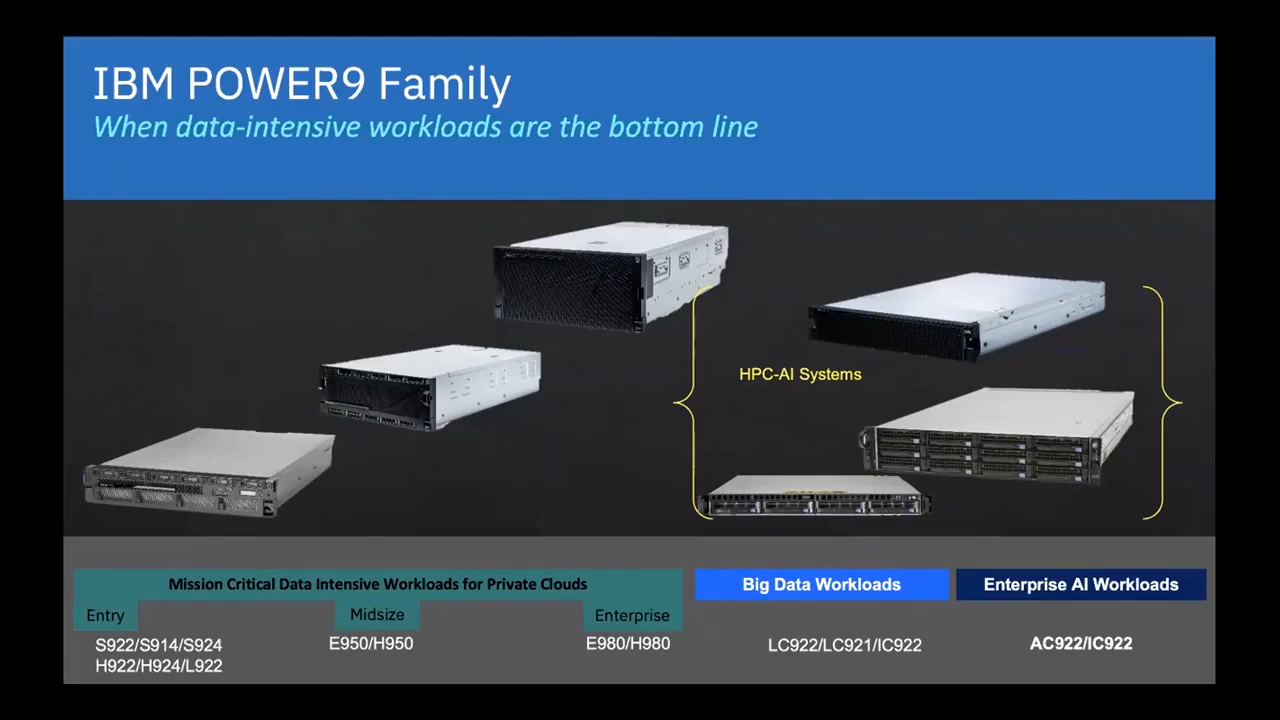 IBM POWER9 Family
When data-intensive workloads are the bottom line
HPC-AI Systems
Mission Critical Data Intensive Workloads for Private Clouds
Entry
Midsize
Enterprise
S922/S914/S924
H922/H924/L922
E950/H950
E980/H980
Big Data Workloads
LC922/LC921/IC922
Enterprise AI Workloads
AC922/IC922